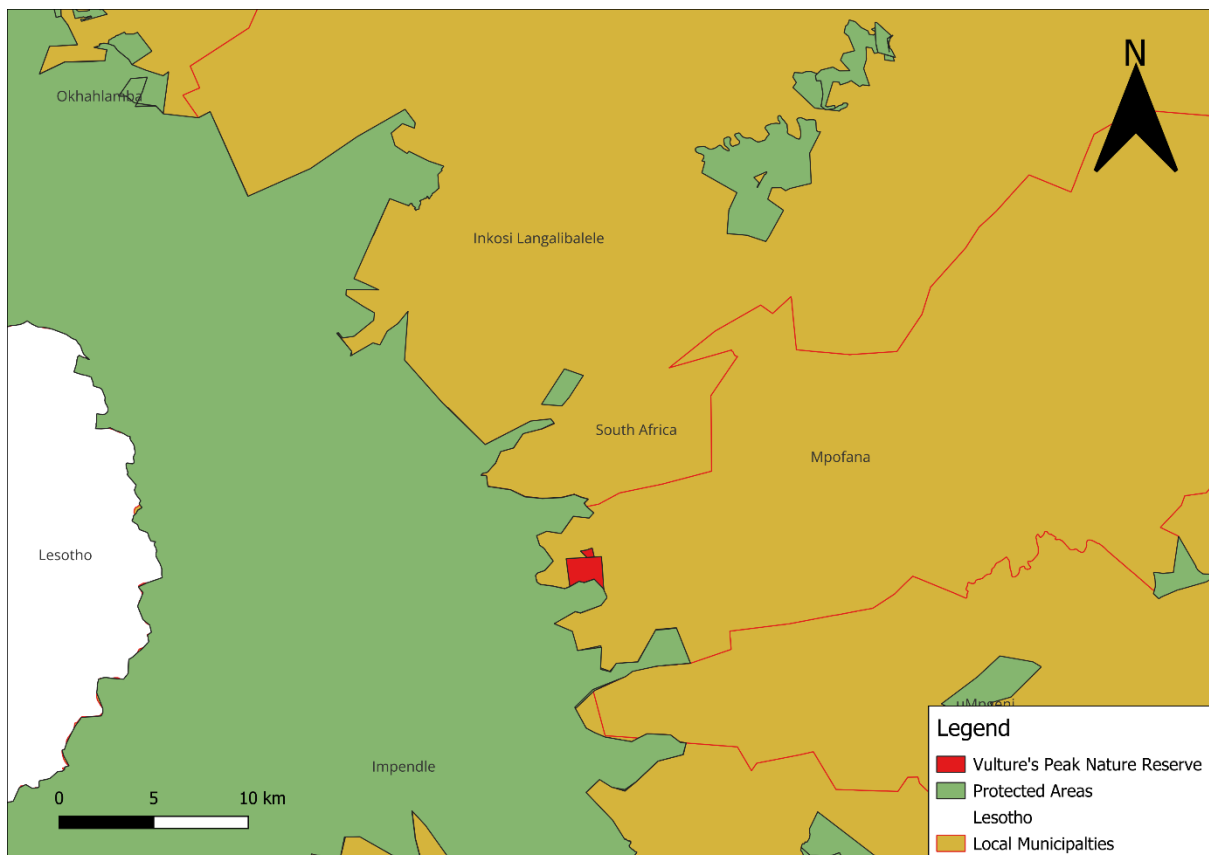 N
Okhahlamba
Inkosi Langalibalele
South Africa
Mpofana
Lesotho
uMngeni
Impendle
0 5 10 km
Legend
Vulture's Peak Nature Reserve
Protected Areas
Lesotho
Local Municipalties